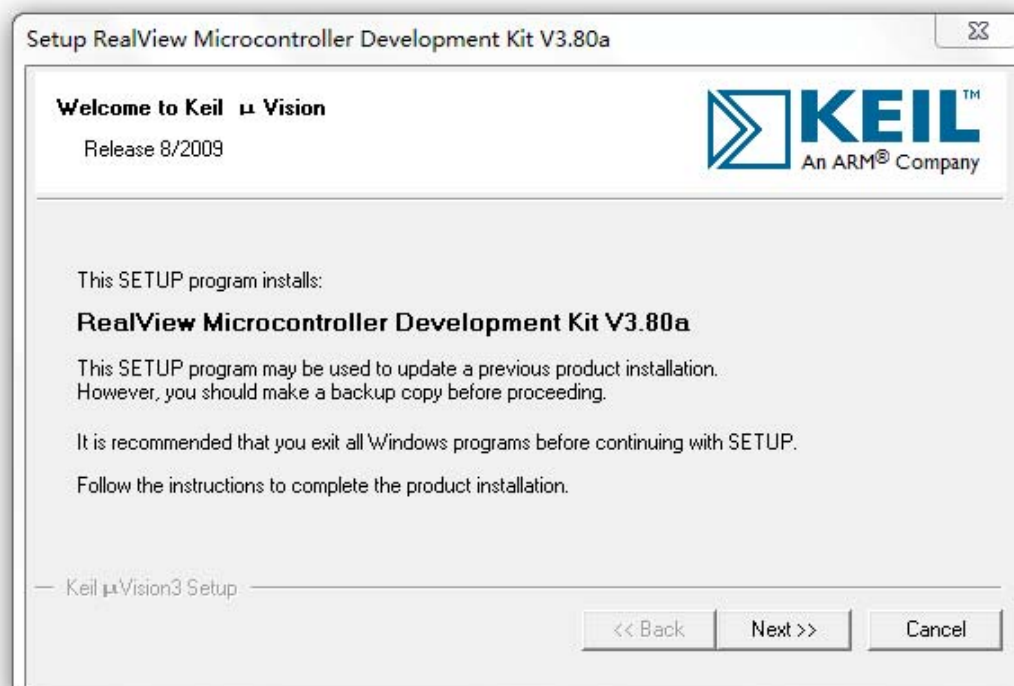 Setup RealView Microcontroller Development Kit V3.80a
Welcome to Keil μ Vision
Release 8/2009
KEIL™
An ARM® Company
This SETUP program installs:
RealView Microcontroller Development Kit V3.80a
This SETUP program may be used to update a previous product installation.
However, you should make a backup copy before proceeding.
It is recommended that you exit all Windows programs before continuing with SETUP.
Follow the instructions to complete the product installation.
Keil μVision3 Setup
<< Back Next >> Cancel